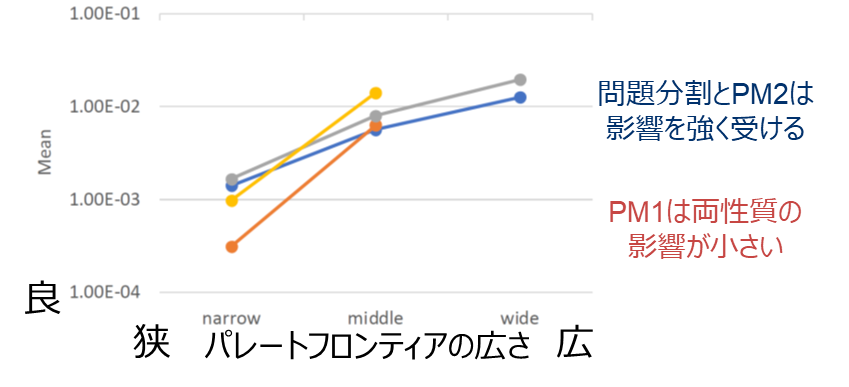 1.00E-01
1.00E-02
1.00E-03
1.00E-04
Mean
良
narrow
middle
wide
狭
パレートフロンティアの広さ
広
問題分割とPM2は
影響を強く受ける
PM1は両性質の
影響が小さい